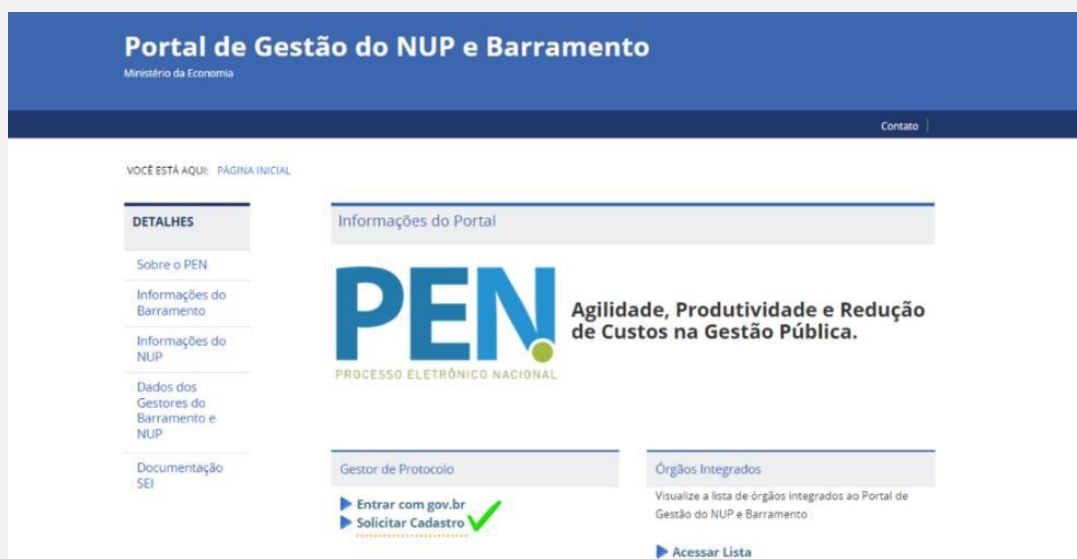 Portal de Gestão do NUP e Barramento
Ministério da Economia
Contato
VOCÊ ESTÁ AQUI: PÁGINA INICIAL
DETALHES
Sobre o PEN
Informações do
Barramento
Informações do
NUP
Dados dos
Gestores do
Barramento e
NUP
Documentação
SEI
Informações do Portal
PEN
PROCESSO ELETRÔNICO NACIONAL
Agilidade, Produtividade e Redução
de Custos na Gestão Pública.
Gestor de Protocolo
Entrar com gov.br
Solicitar Cadastro
Órgãos Integrados
Visualize a lista de órgãos integrados ao Portal de
Gestão do NUP e Barramento
Acessar Lista